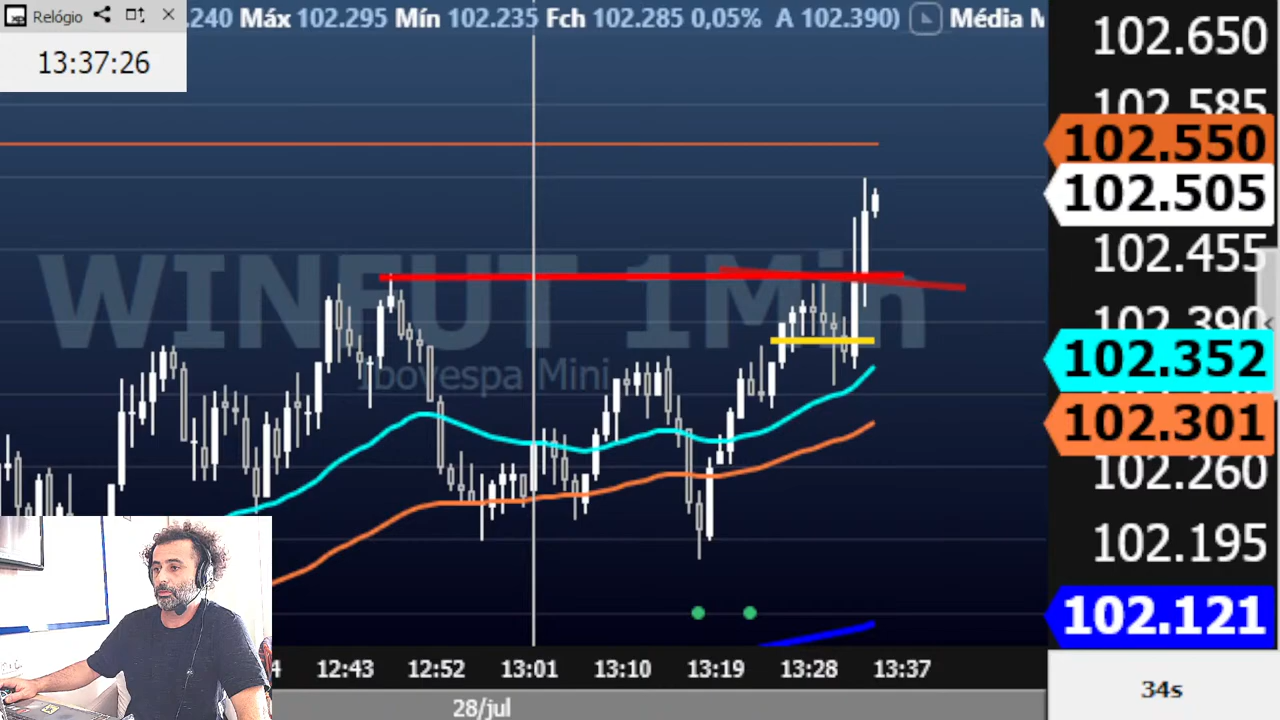 Relógio
13:37:26
.240 Máx 102.295 Mín 102.235 Fch 102.285 0,05% A 102.390) Média M
WINFUT 1Min
Ibovespa Mini
102.650
102.585
102.550
102.505
102.455
102.390
102.352
102.301
102.260
102.195
102.121
4 12:43 12:52 13:01 13:10 13:19 13:28 13:37
28/jul
34s